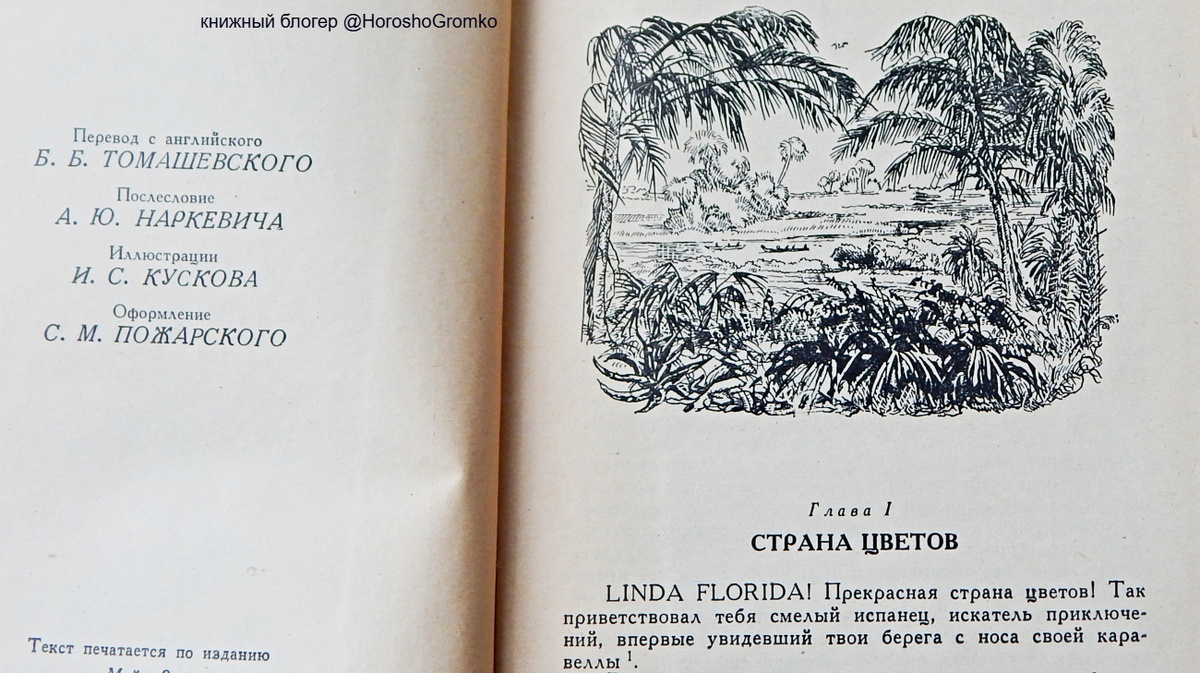 книжный блогер @HoroshoGromko
Перевод с английского
Б. Б. ТОМАШЕВСКОГО
Послесловие
А. Ю. НАРКЕВИЧА
Иллюстрации
И. С. КУСКОВА
Оформление
С. М. ПОЖАРСКОГО
Текст печатается по изданию
Глава I
СТРАНА ЦВЕТОВ
LINDA FLORIDA! Прекрасная страна цветов! Так
приветствовал тебя смелый испанец, искатель приключе-
ний, впервые увидевший твои берега с носа своей кара-
веллы ¹.